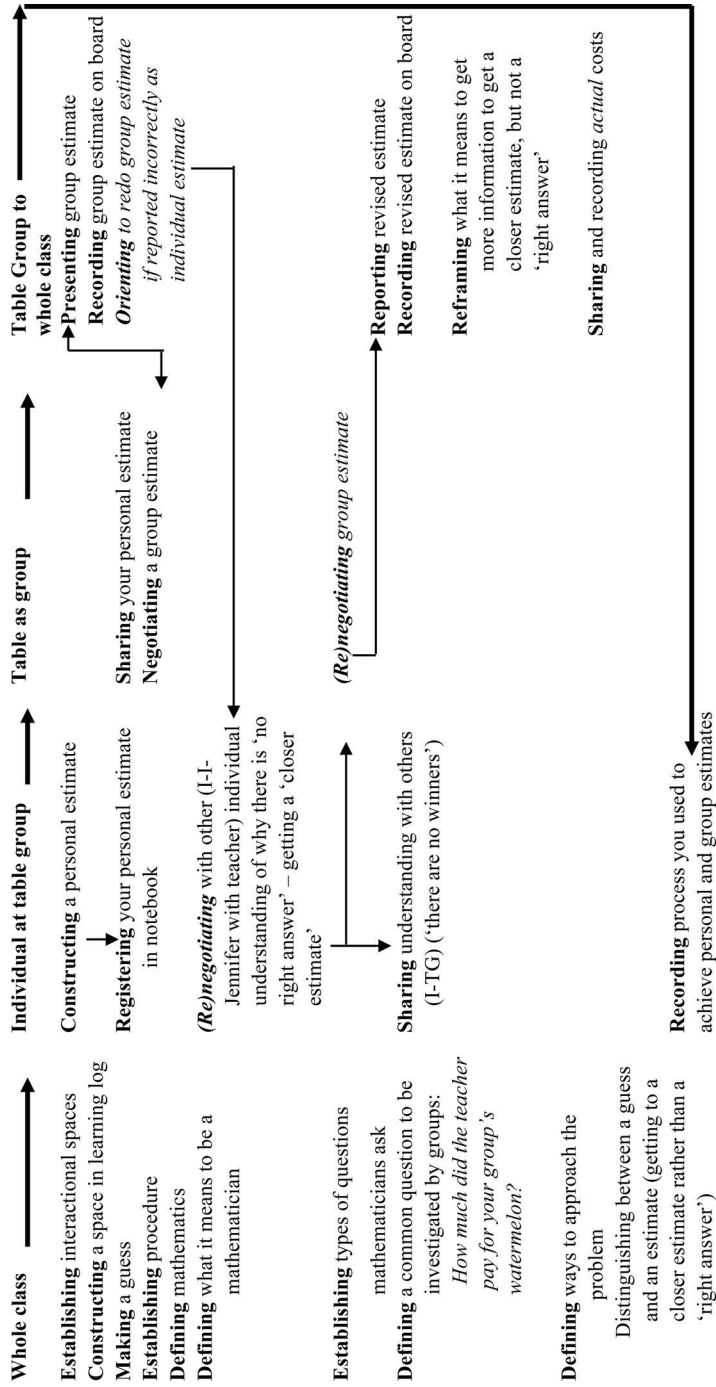 Whole class
Establishing interactional spaces
Constructing a space in learning log
Making a guess
Establishing procedure
Defining mathematics
Defining what it means to be a
mathematician
Establishing types of questions
mathematicians ask
Defining a common question to be
investigated by groups:
How much did the teacher
pay for your group's
watermelon?
Defining ways to approach the
problem
Distinguishing between a guess
and an estimate (getting to a
closer estimate rather than a
'right answer'
Individual at table group
Constructing a personal estimate
Registering your personal estimate
in notebook
(Re)negotiating with other (I-I-
Jennifer with teacher) individual
understanding of why there is 'no
right answer' – getting a 'closer
estimate'
Sharing understanding with others
(I-TG) ('there are no winners')
Recording process you used to
achieve personal and group estimates
Table as group
Sharing your personal estimate
Negotiating a group estimate
(Re)negotiating group estimate
Table Group to
whole class
Presenting group estimate
Recording group estimate on board
Orienting to redo group estimate
if reported incorrectly as
individual estimate
Reporting revised estimate
Recording revised estimate on board
Reframing what it means to get
more information to get a
closer estimate, but not a
'right answer'
Sharing and recording actual costs